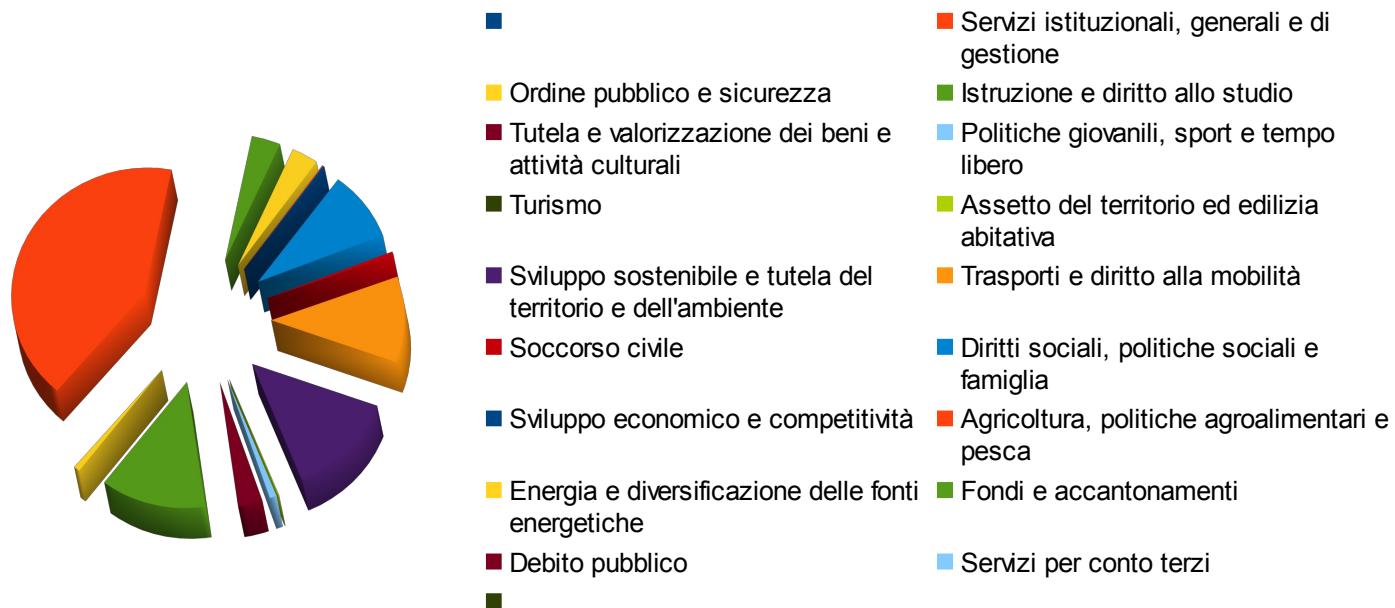 Servizi istituzionali, generali e di
gestione
Ordine pubblico e sicurezza
Istruzione e diritto allo studio
Tutela e valorizzazione dei beni e
attività culturali
Politiche giovanili, sport e tempo
libero
Turismo
Assetto del territorio ed edilizia
abitativa
Sviluppo sostenibile e tutela del
territorio e dell'ambiente
Trasporti e diritto alla mobilità
Soccorso civile
Diritti sociali, politiche sociali e
famiglia
Sviluppo economico e competitività
Agricoltura, politiche agroalimentari e
pesca
Energia e diversificazione delle fonti
energetiche
Fondi e accantonamenti
Debito pubblico
Servizi per conto terzi